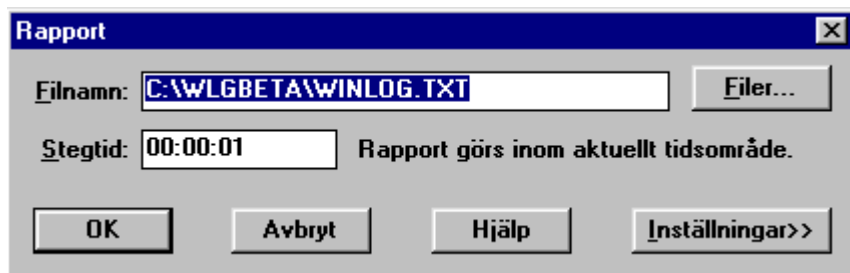 Rapport
Filnamn: C:\WLGBETA\WINLOG.TXT Filer...
Stegtid: 00:00:01 Rapport görs inom aktuellt tidsområde.
OK Avbryt Hjälp Inställningar>>